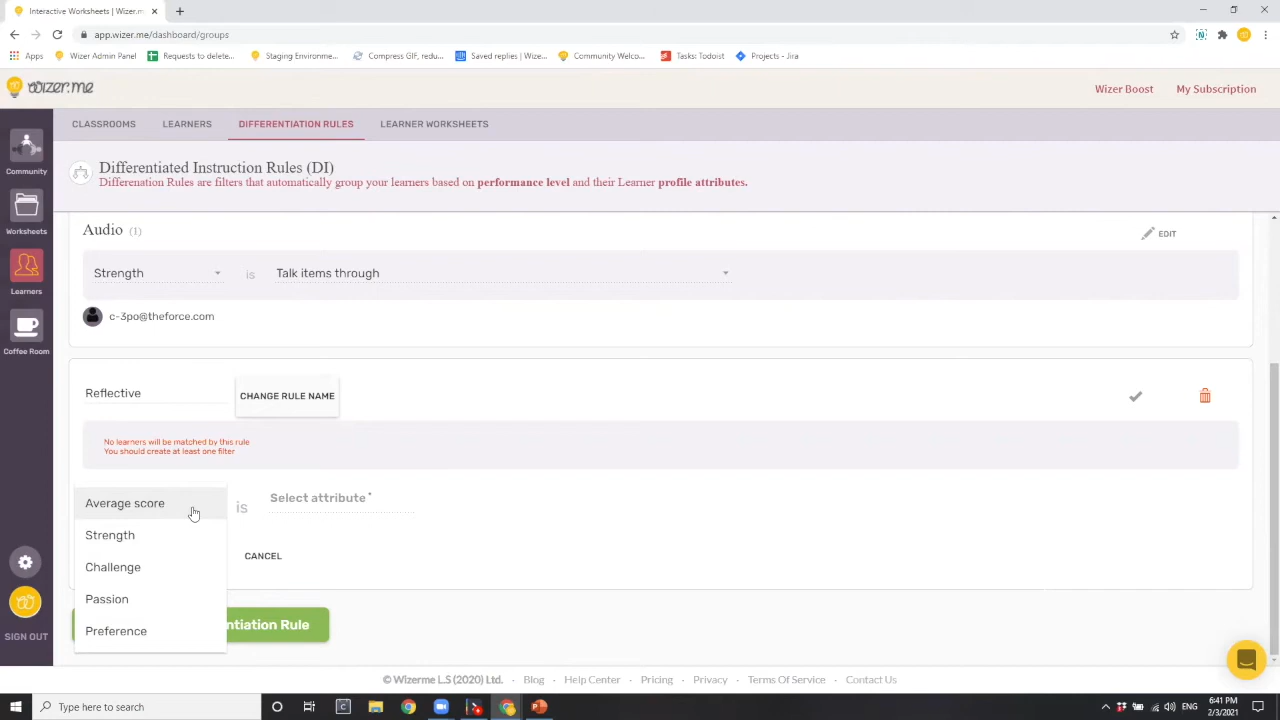 Interactive Worksheets | Wizer.m
app.wizer.me/dashboard/groups
Apps
Wizer Admin Panel
Requests to delete...
Staging Environme...
Compress GIF, redu...
Saved replies | Wize...
Community Welco...
Tasks: Todoist
Projects - Jira
wizer.me
Wizer Boost
My Subscription
CLASSROOMS
LEARNERS
DIFFERENTIATION RULES
LEARNER WORKSHEETS
Community
Worksheets
Learners
Coffee Room
SIGN OUT
Differentiated Instruction Rules (DI)
Differenation Rules are filters that automatically group your learners based on performance level and their Learner profile attributes.
Audio (1)
EDIT
Strength
is
Talk items through
c-3po@theforce.com
Reflective
CHANGE RULE NAME
No learners will be matched by this rule
You should create at least one filter
Average score
is
Select attribute *
Strength
CANCEL
Challenge
Passion
Preference
ntiation Rule
© Wizerme L.S (2020) Ltd.
Blog
Help Center
Pricing
Privacy
Terms Of Service
Contact Us
Type here to search
6:41 PM
2/3/2021